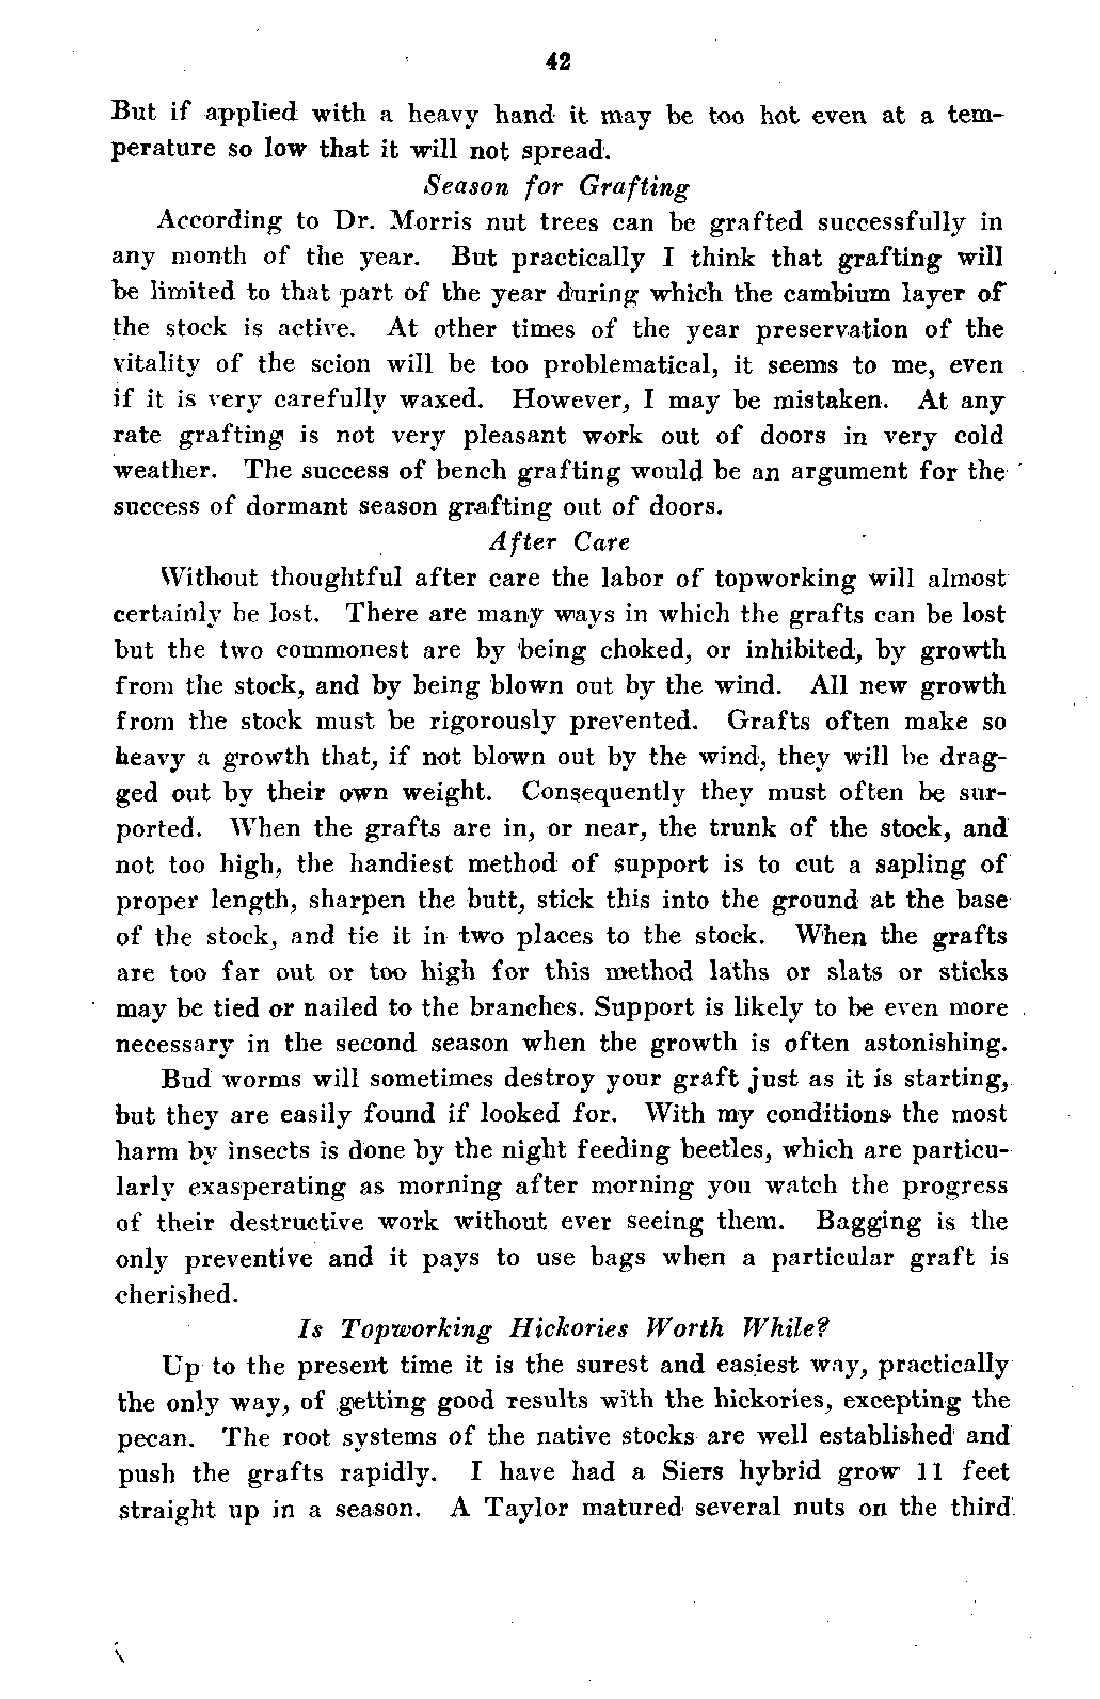 42
But if applied with a heavy hand it may be too hot even at a tem-
perature so low that it will not spread.
Season for Grafting
According to Dr. Morris nut trees can be grafted successfully in
any month of the year. But practically I think that grafting will
be limited to that part of the year during which the cambium layer of
the stock is active. At other times of the year preservation of the
vitality of the scion will be too problematical, it seems to me, even
if it is very carefully waxed. However, I may be mistaken. At any
rate grafting is not very pleasant work out of doors in very cold
weather. The success of bench grafting would be an argument for the
success of dormant season grafting out of doors.
After Care
Without thoughtful after care the labor of topworking will almost
certainly be lost. There are many ways in which the grafts can be lost
but the two commonest are by being choked, or inhibited, by growth
from the stock, and by being blown out by the wind. All new growth
from the stock must be rigorously prevented. Grafts often make so
heavy a growth that, if not blown out by the wind, they will be drag-
ged out by their own weight. Consequently they must often be sur-
ported. When the grafts are in, or near, the trunk of the stock, and
not too high, the handiest method of support is to cut a sapling of
proper length, sharpen the butt, stick this into the ground at the base
of the stock, and tie it in two places to the stock. When the grafts
are too far out or too high for this method laths or slats or sticks
may be tied or nailed to the branches. Support is likely to be even more
necessary in the second season when the growth is often astonishing.
Bud worms will sometimes destroy your graft just as it is starting,
but they are easily found if looked for. With my conditions the most
harm by insects is done by the night feeding beetles, which are particu-
larly exasperating as morning after morning you watch the progress
of their destructive work without ever seeing them. Bagging is the
only preventive and it pays to use bags when a particular graft is
cherished.
Is Topworking Hickories Worth While?
Up to the present time it is the surest and easiest way, practically
the only way, of getting good results with the hickories, excepting the
pecan. The root systems of the native stocks are well established and
push the grafts rapidly. I have had a Siers hybrid grow 11 feet
straight up in a season. A Taylor matured several nuts on the third